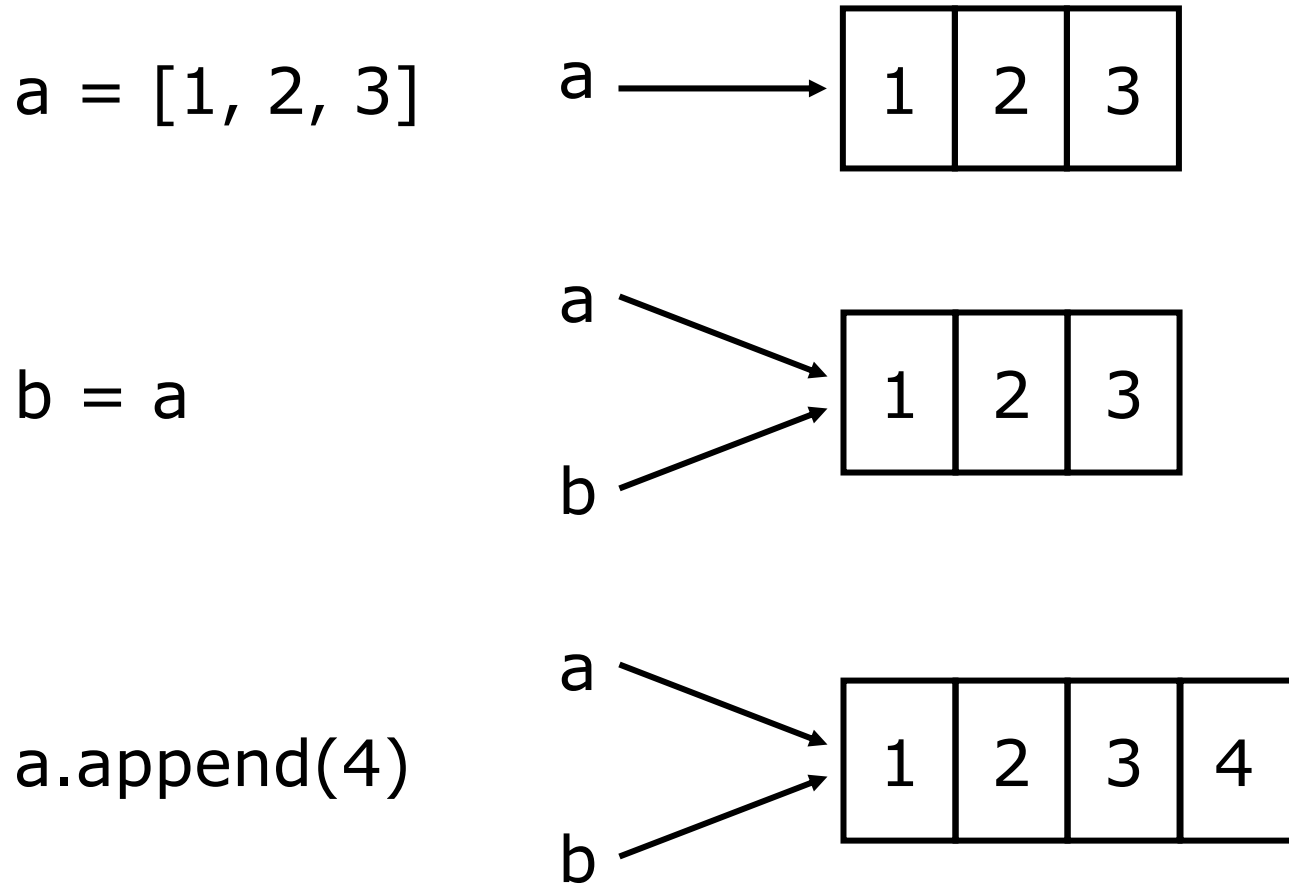 a = [1, 2, 3]
a
1 2 3
a
b = a
1 2 3
b
a
a.append(4)
1 2 3 4
b